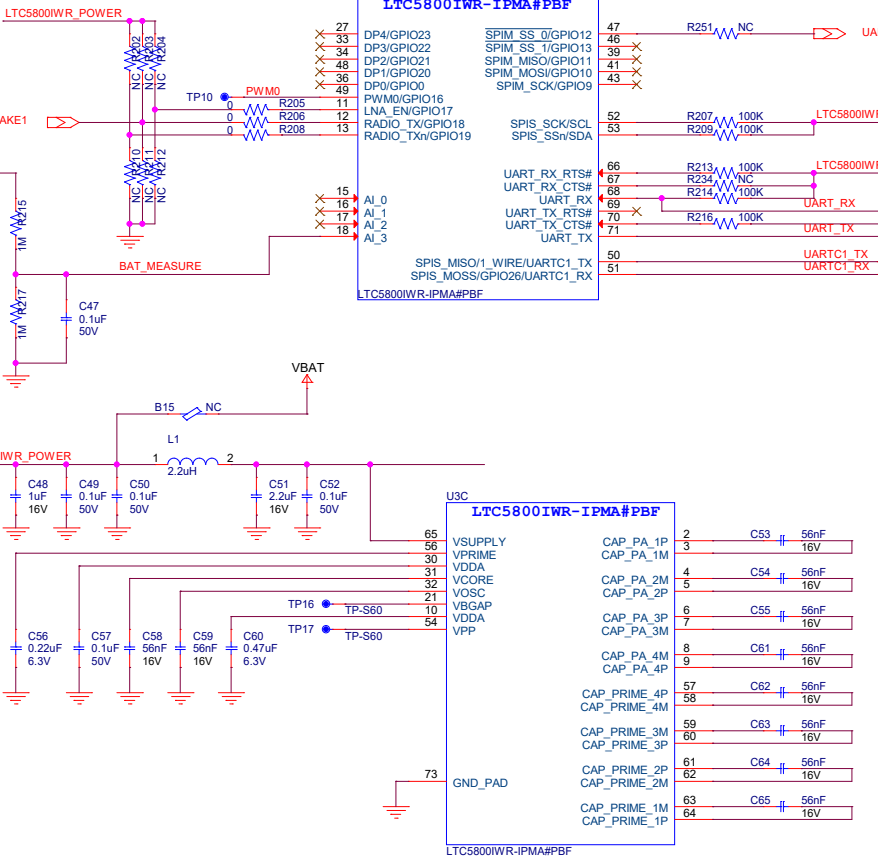 LTC5800IWR-IPMA#PBF
LTC5800IWR_POWER
R202
R203
R204
NC
NC
NC
27 DP4/GPIO23
33 DP3/GPIO22
34 DP2/GPIO21
48 DP1/GPIO20
36 DP0/GPIO0
49 PWM0/GPIO16
11 LNA_EN/GPIO17
12 RADIO_TX/GPIO18
13 RADIO_TXn/GPIO19
TP10 PWM0
0 R205
0 R206
0 R208
AKE1
R210
R211
R212
NC
NC
NC
15 AI_0
16 AI_1
17 AI_2
18 AI_3
SPIM_SS_0/GPIO12 47 R251 NC UA
SPIM_SS_1/GPIO13 46
SPIM_MISO/GPIO11 39
SPIM_MOSI/GPIO10 41
SPIM_SCK/GPIO9 43
SPIS_SCK/SCL 52 R207 100K LTC5800IW
SPIS_SSn/SDA 53 R209 100K
UART_RX_RTS# 66 R213 100K LTC5800IW
UART_RX_CTS# 67 R234 NC
UART_RX 68 R214 100K
UART_TX_RTS# 69 UART_RX
UART_TX_CTS# 70 R216 100K
UART_TX 71 UART_TX
SPIS_MISO/1_WIRE/UARTC1_TX 50 UARTC1_TX
SPIS_MOSS/GPIO26/UARTC1_RX 51 UARTC1_RX
LTC5800IWR-IPMA#PBF
R215
1M
BAT_MEASURE
R217
1M
C47
0.1uF
50V
VBAT
B15 NC
L1
IWR_POWER 1 2
2.2uH
C48
1uF
16V
C49
0.1uF
50V
C50
0.1uF
50V
C51
2.2uF
16V
C52
0.1uF
50V
U3C
LTC5800IWR-IPMA#PBF
65 VSUPPLY
56 VPRIME
30 VDDA
31 VCORE
32 VOSC
21 VBGAP
10 VDDA
54 VPP
TP16 TP-S60
TP17 TP-S60
C56
0.22uF
6.3V
C57
0.1uF
50V
C58
56nF
16V
C59
56nF
16V
C60
0.47uF
6.3V
73 GND_PAD
CAP_PA_1P 2 C53 56nF
CAP_PA_1M 3 16V
CAP_PA_2M 4 C54 56nF
CAP_PA_2P 5 16V
CAP_PA_3P 6 C55 56nF
CAP_PA_3M 7 16V
CAP_PA_4M 8 C61 56nF
CAP_PA_4P 9 16V
CAP_PRIME_4P 57 C62 56nF
CAP_PRIME_4M 58 16V
CAP_PRIME_3M 59 C63 56nF
CAP_PRIME_3P 60 16V
CAP_PRIME_2P 61 C64 56nF
CAP_PRIME_2M 62 16V
CAP_PRIME_1M 63 C65 56nF
CAP_PRIME_1P 64 16V
LTC5800IWR-IPMA#PBF